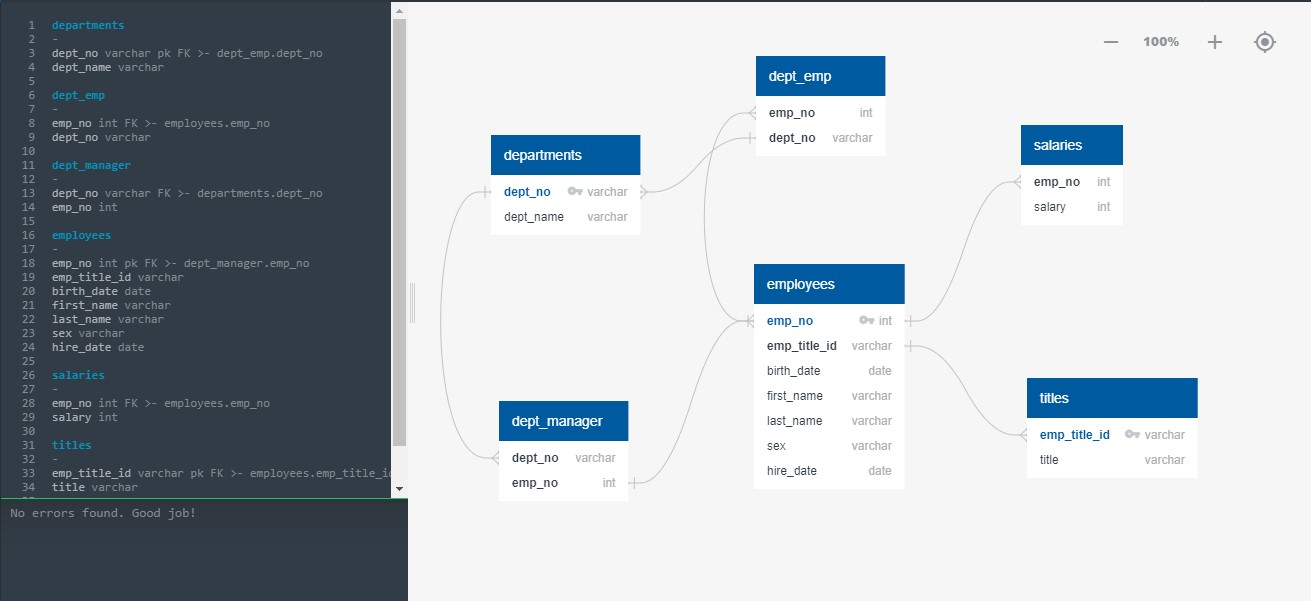 1 departments
2 -
3 dept_no varchar pk FK >- dept_emp.dept_no
4 dept_name varchar
5
6 dept_emp
7 -
8 emp_no int FK >- employees.emp_no
9 dept_no varchar
10
11 dept_manager
12 -
13 dept_no varchar FK >- departments.dept_no
14 emp_no int
15
16 employees
17 -
18 emp_no int pk FK >- dept_manager.emp_no
19 emp_title_id varchar
20 birth_date date
21 first_name varchar
22 last_name varchar
23 sex varchar
24 hire_date date
25
26 salaries
27 -
28 emp_no int FK >- employees.emp_no
29 salary int
30
31 titles
32 -
33 emp_title_id varchar pk FK >- employees.emp_title_i
34 title varchar
No errors found. Good job!
100%
dept_emp
emp_no int
dept_no varchar
departments
dept_no varchar
dept_name varchar
salaries
emp_no int
salary int
employees
emp_no int
emp_title_id varchar
birth_date date
first_name varchar
last_name varchar
sex varchar
hire_date date
dept_manager
dept_no varchar
emp_no int
titles
emp_title_id varchar
title varchar